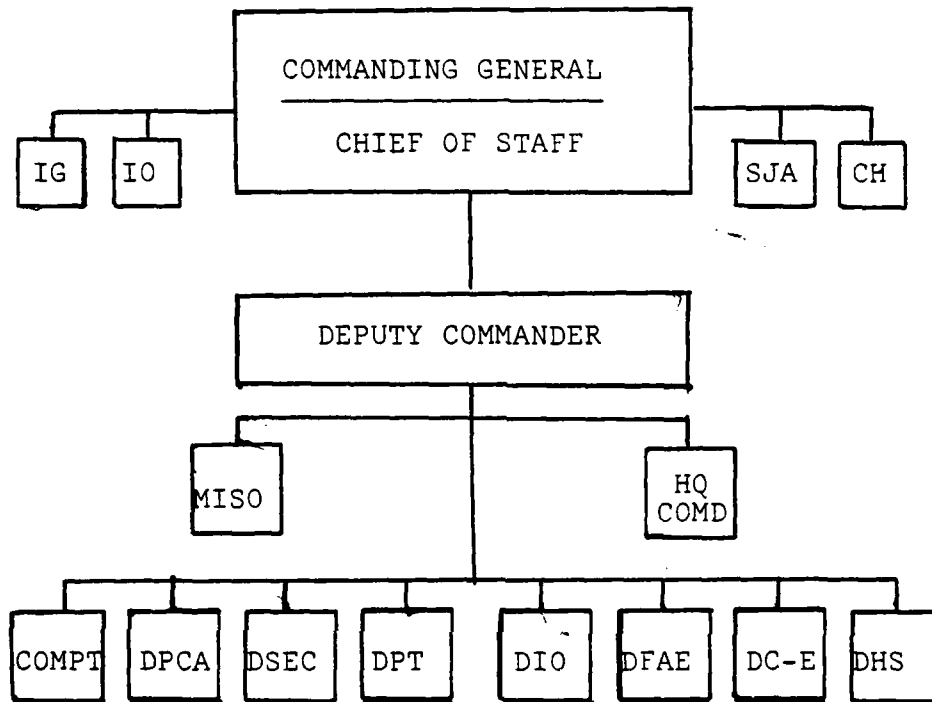 COMMANDING GENERAL
CHIEF OF STAFF
IG IO SJA CH
DEPUTY COMMANDER
MISO
HQ
COMD
COMPT DPCA DSEC DPT DIO DFAE DC-E DHS